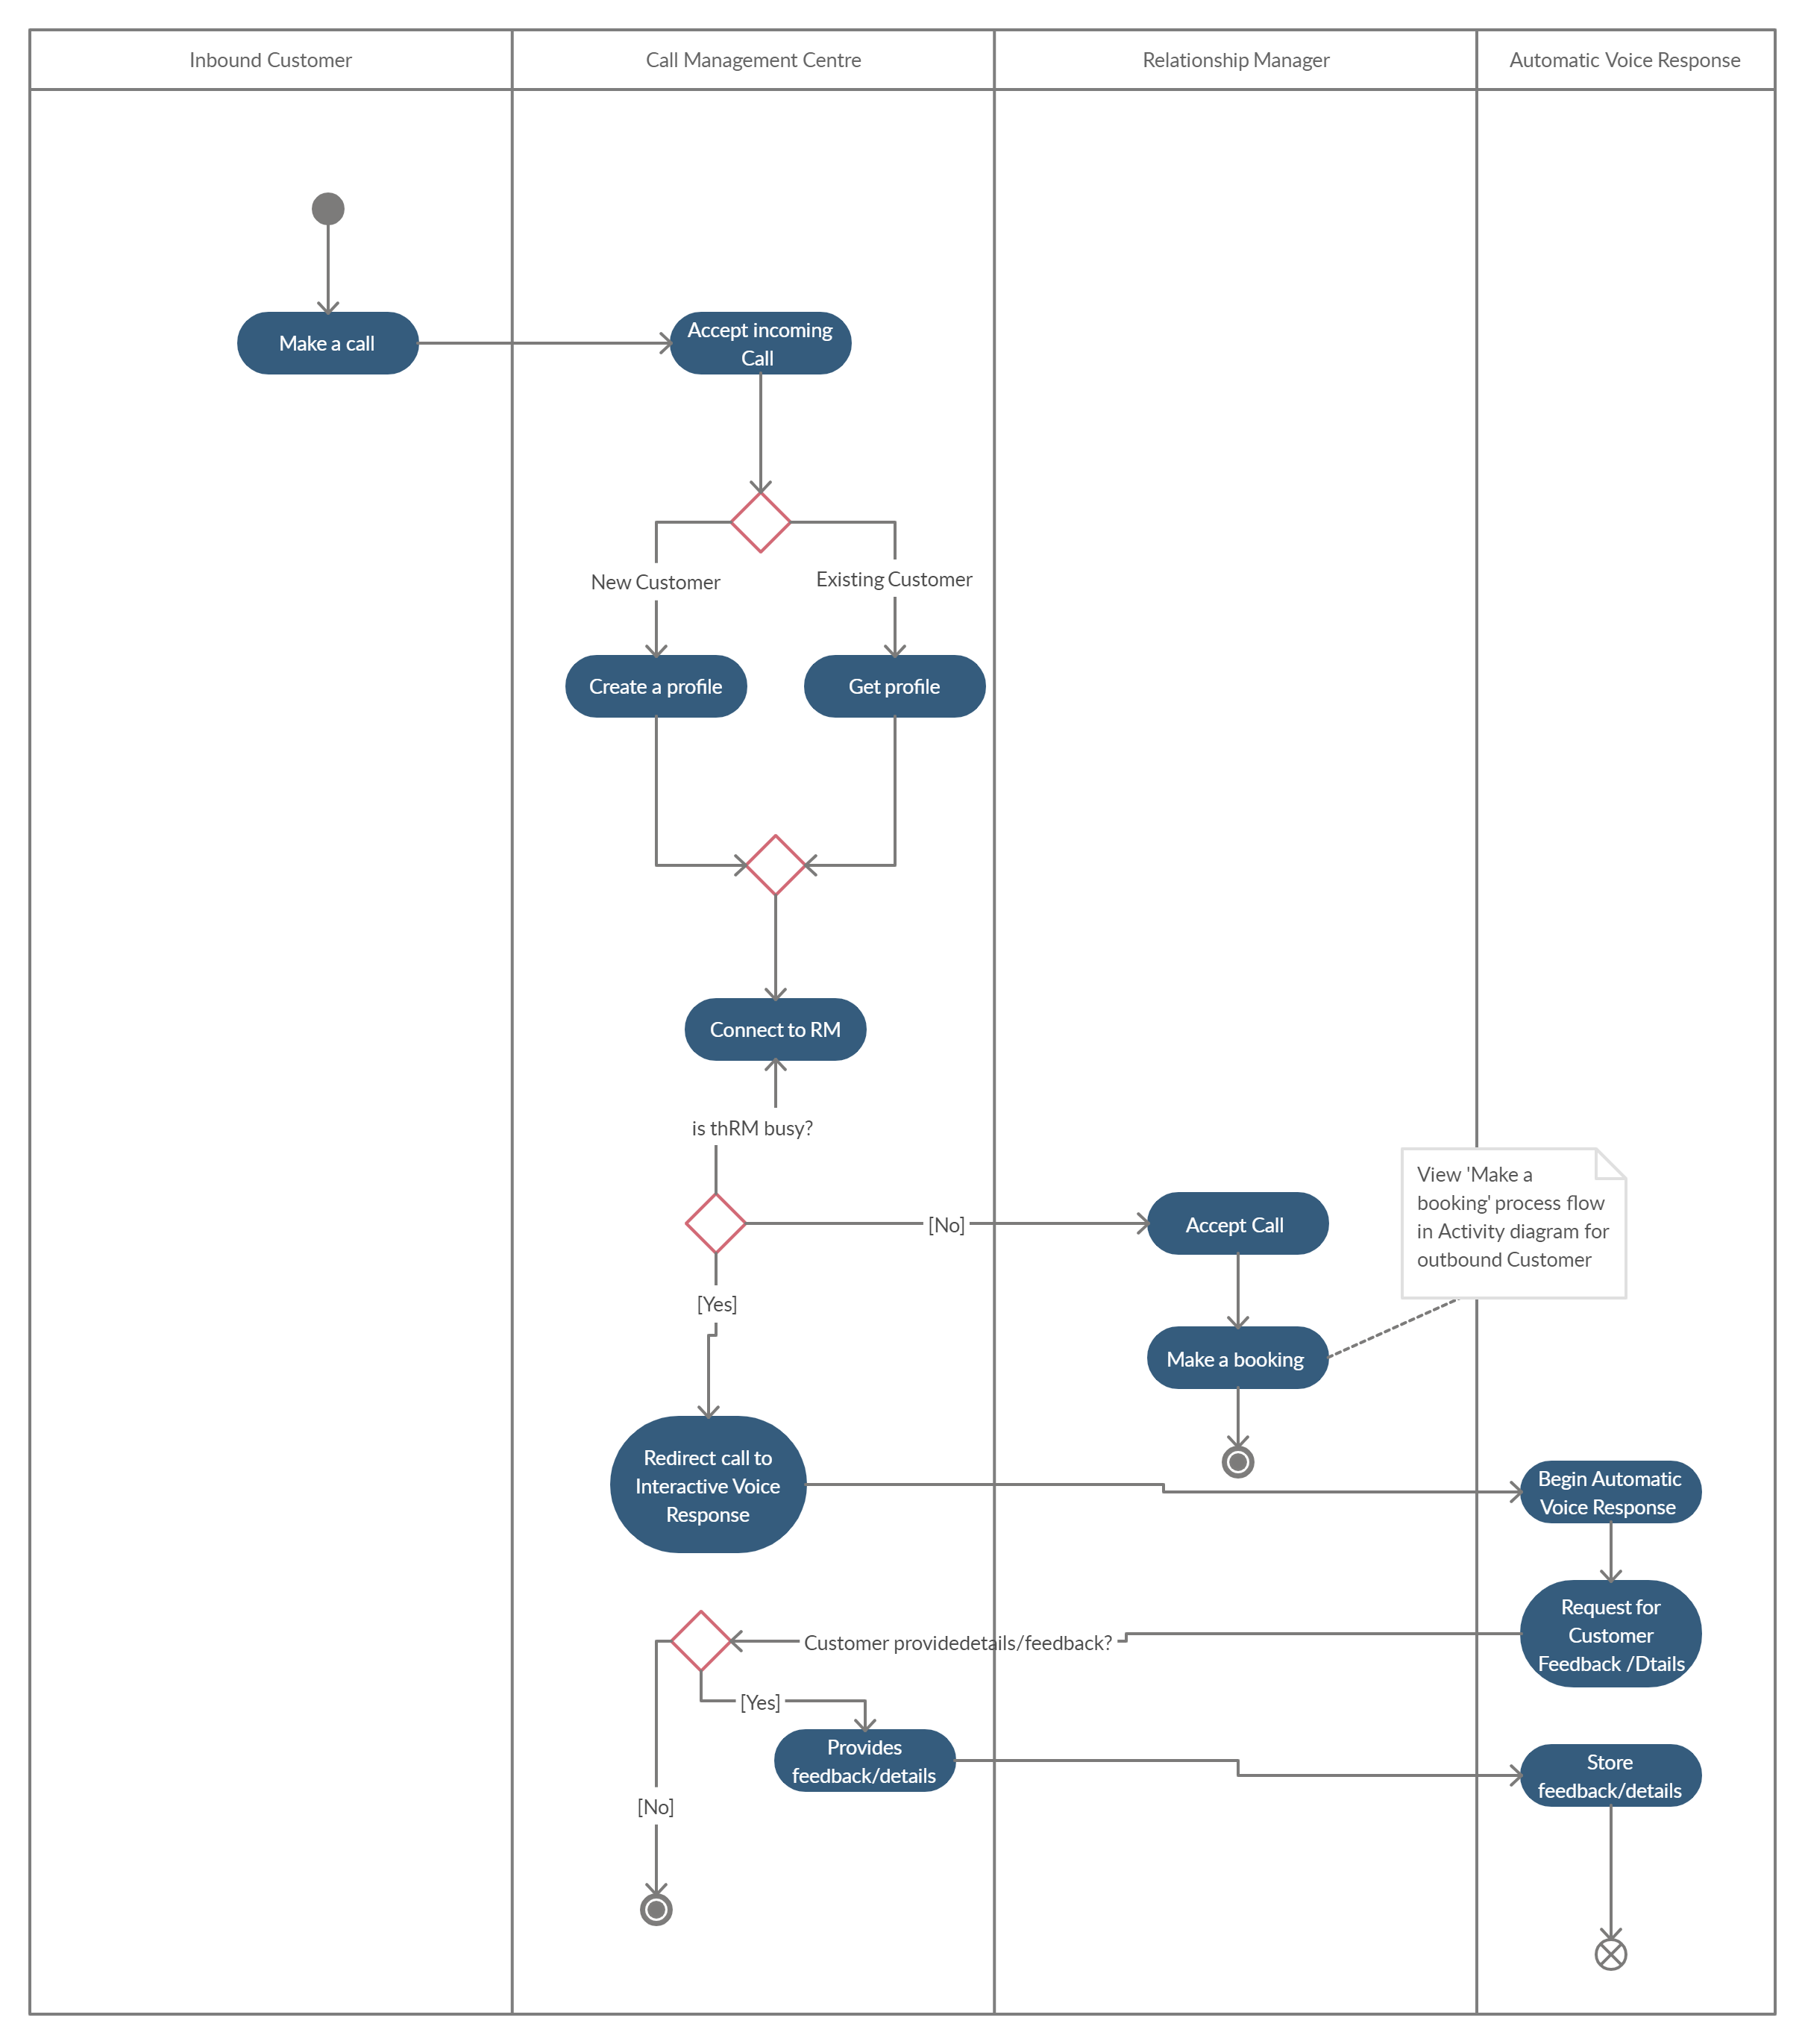 Inbound Customer
Call Management Centre
Relationship Manager
Automatic Voice Response
Make a call
Accept incoming
Call
New Customer
Existing Customer
Create a profile
Get profile
Connect to RM
is thRM busy?
[No]
Accept Call
View 'Make a
booking' process flow
in Activity diagram for
outbound Customer
[Yes]
Make a booking
Redirect call to
Interactive Voice
Response
Begin Automatic
Voice Response
Request for
Customer
Feedback /Dtails
Customer providedetails/feedback?
[Yes]
Provides
feedback/details
Store
feedback/details
[No]